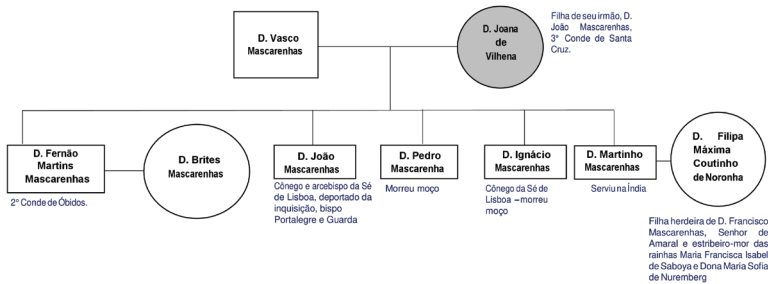 D. Vasco
Mascarenhas
D. Joana
de
Vilhena
Filha de seu irmão, D.
João Mascarenhas,
3° Conde de Santa
Cruz.
D. Fernão
Martins
Mascarenhas
2° Conde de Óbidos.
D. Brites
Mascarenhas
D. João
Mascarenhas
Cônego e arcebispo da Sé
de Lisboa, deportado da
inquisição, bispo
Portalegre e Guarda
D. Pedro
Mascarenha
Morreu moço
D. Ignácio
Mascarenhas
Cônego da Sé de
Lisboa – morreu
moço
D. Martinho
Mascarenhas
Serviu na Índia
D. Filipa
Máxima
Coutinho
de Noronha
Filha herdeira de D. Francisco
Mascarenhas, Senhor de
Amaral e estribeiro-mor das
rainhas Maria Francisca Isabel
de Saboya e Dona Maria Sofia
de Nuremberg